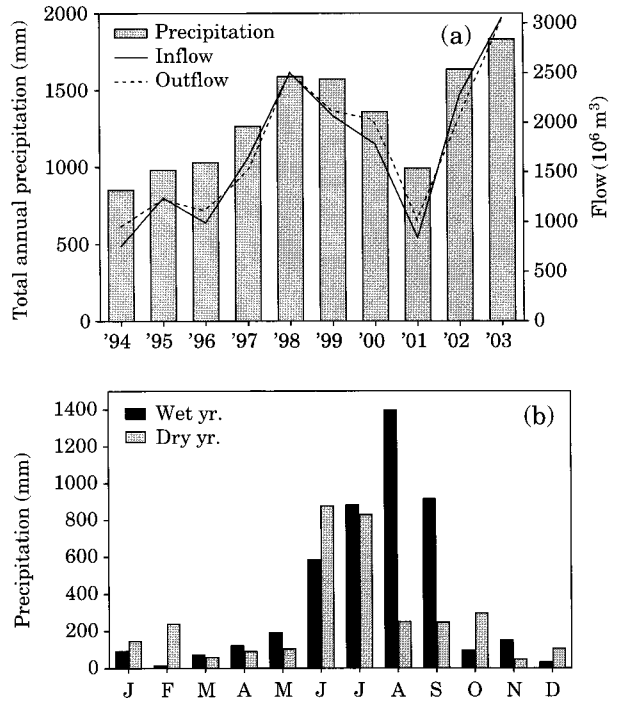 (a)
Precipitation
Inflow
Outflow
Total annual precipitation (mm)
2000
1500
1000
500
0
Flow (10⁶ m³)
3000
2500
2000
1500
1000
500
0
'94 '95 '96 '97 '98 '99 '00 '01 '02 '03
(b)
Wet yr.
Dry yr.
Precipitation (mm)
1400
1200
1000
800
600
400
200
0
J F M A M J J A S O N D